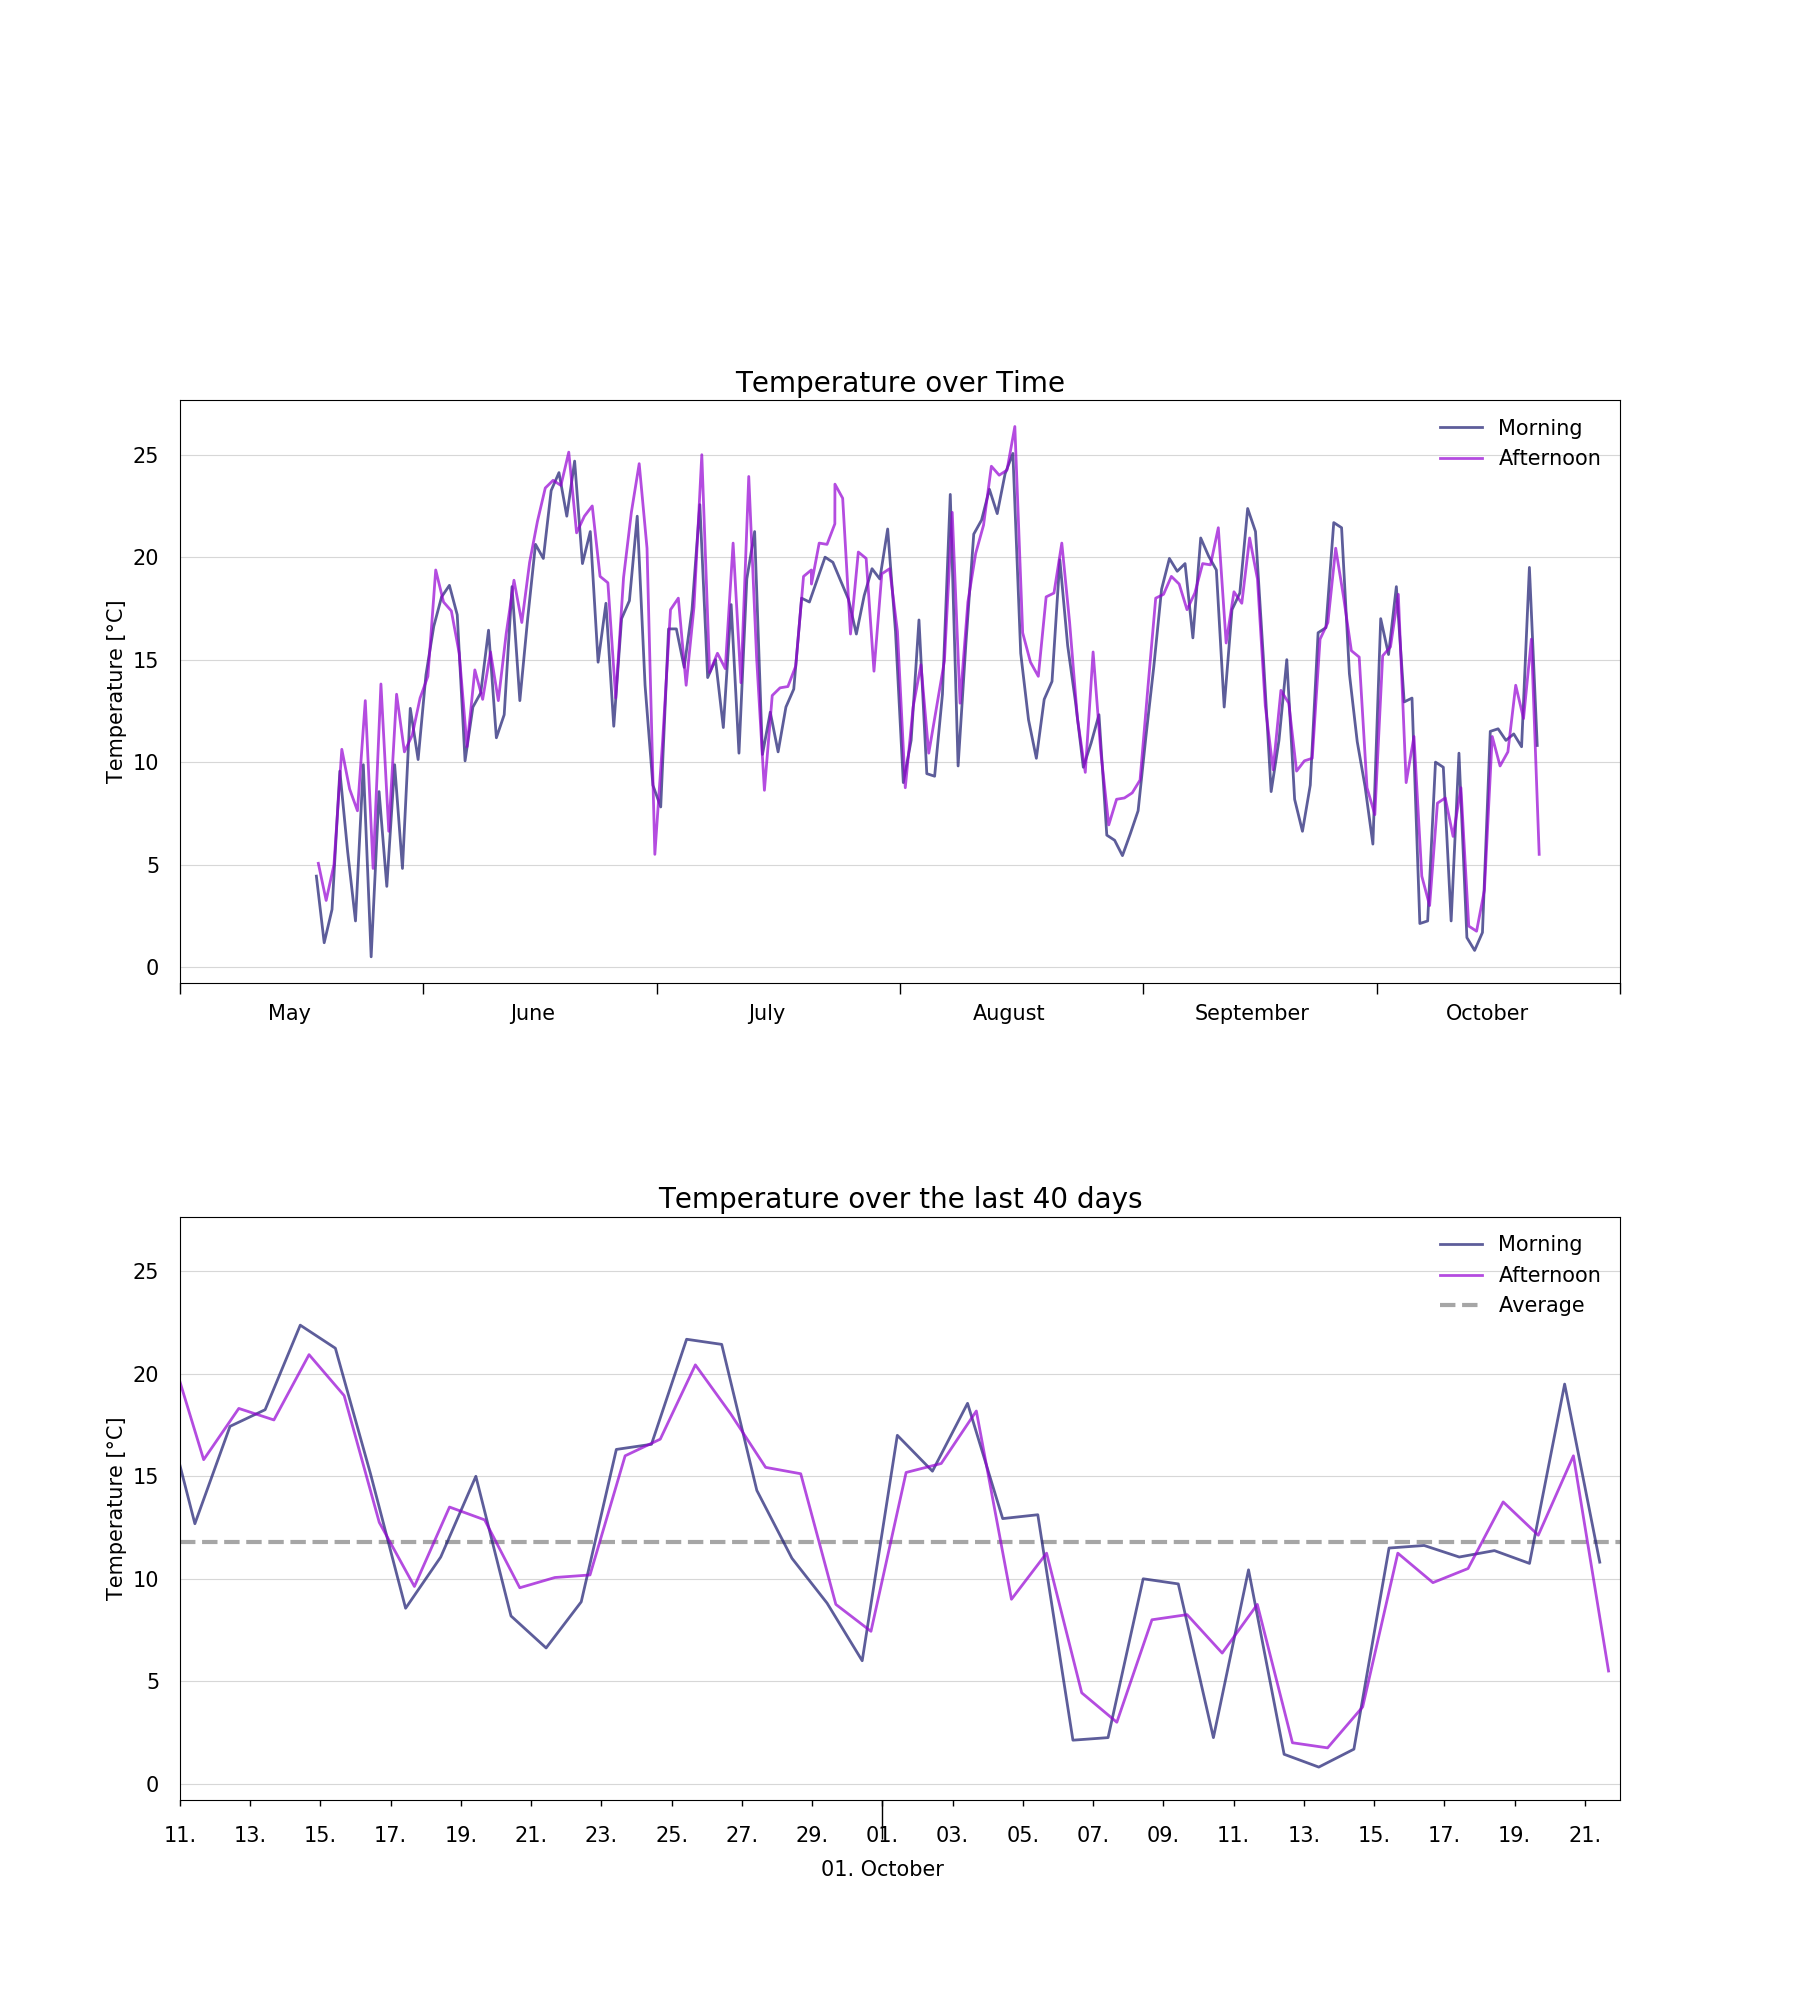 Temperature over Time
Morning
Afternoon
25
20
15
10
5
0
Temperature [°C]
May June July August September October
Temperature over the last 40 days
Morning
Afternoon
Average
25
20
15
10
5
0
Temperature [°C]
11. 13. 15. 17. 19. 21. 23. 25. 27. 29. 01. 03. 05. 07. 09. 11. 13. 15. 17. 19. 21.
01. October